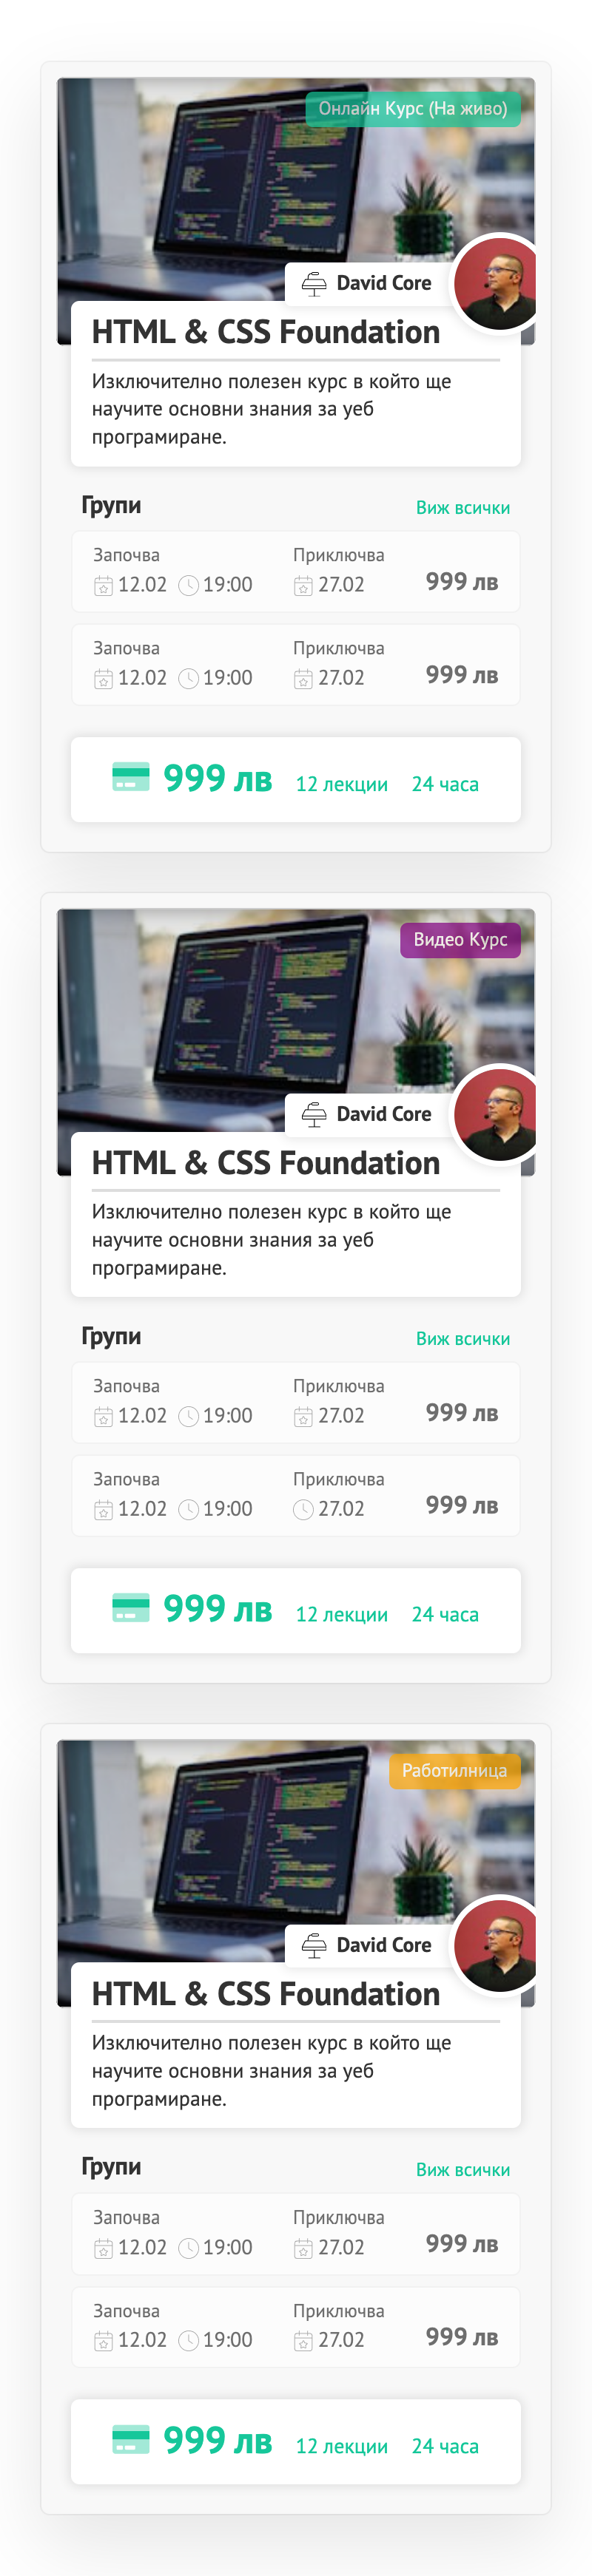 Онлайн Курс (На живо)
David Core
HTML & CSS Foundation
Изключително полезен курс в който ще
научите основни знания за уеб
програмиране.
Групи Виж всички
Започва Приключва
12.02 19:00 27.02 999 лв
Започва Приключва
12.02 19:00 27.02 999 лв
999 лв 12 лекции 24 часа
Видео Курс
David Core
HTML & CSS Foundation
Изключително полезен курс в който ще
научите основни знания за уеб
програмиране.
Групи Виж всички
Започва Приключва
12.02 19:00 27.02 999 лв
Започва Приключва
12.02 19:00 27.02 999 лв
999 лв 12 лекции 24 часа
Работилница
David Core
HTML & CSS Foundation
Изключително полезен курс в който ще
научите основни знания за уеб
програмиране.
Групи Виж всички
Започва Приключва
12.02 19:00 27.02 999 лв
Започва Приключва
12.02 19:00 27.02 999 лв
999 лв 12 лекции 24 часа